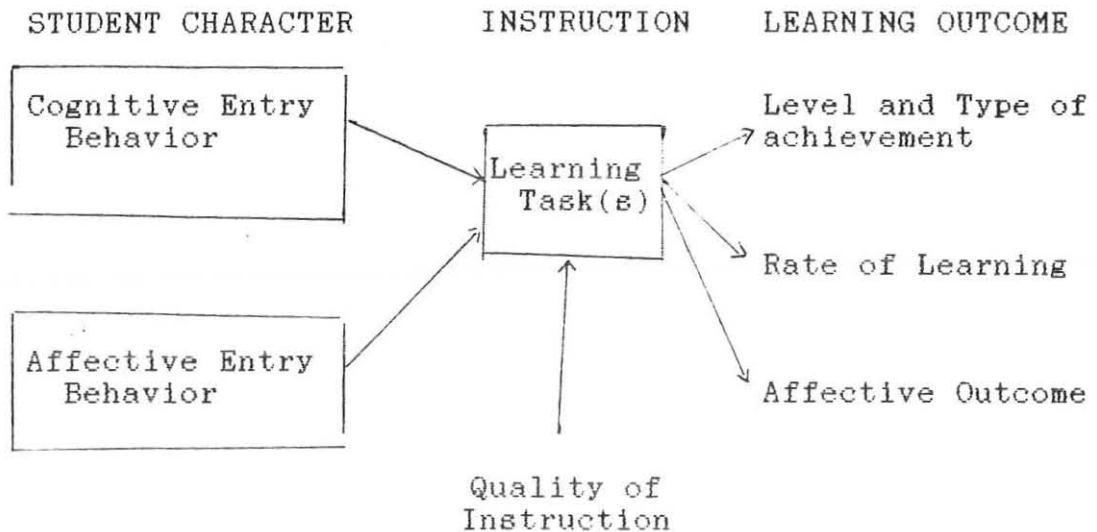 STUDENT CHARACTER INSTRUCTION LEARNING OUTCOME
Cognitive Entry
Behavior
Affective Entry
Behavior
Learning
Task(s)
Quality of
Instruction
Level and Type of
achievement
Rate of Learning
Affective Outcome